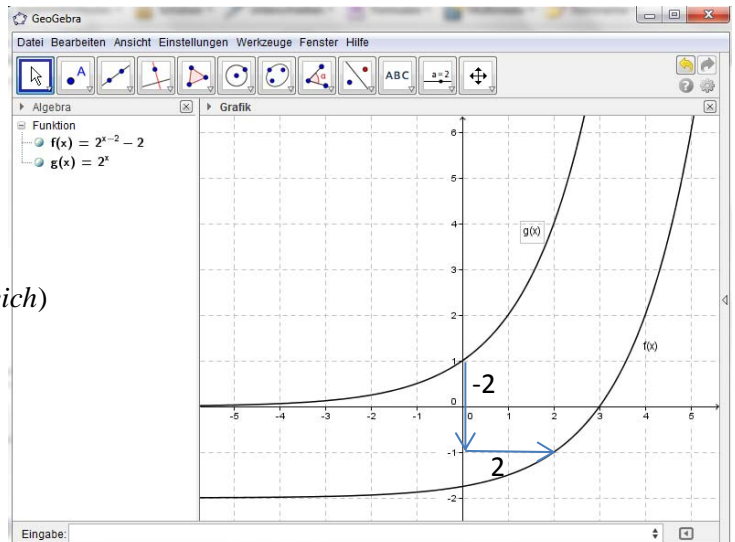 GeoGebra
Datei Bearbeiten Ansicht Einstellungen Werkzeuge Fenster Hilfe
A
α
ABC
a=2
Algebra
Grafik
Funktion
f(x) = 2^{x-2} – 2
g(x) = 2^x
ich)
g(x)
f(x)
-2
2
6
5
4
3
2
1
0
-1
-2
-5 -4 -3 -2 -1 0 1 2 3 4 5
Eingabe: